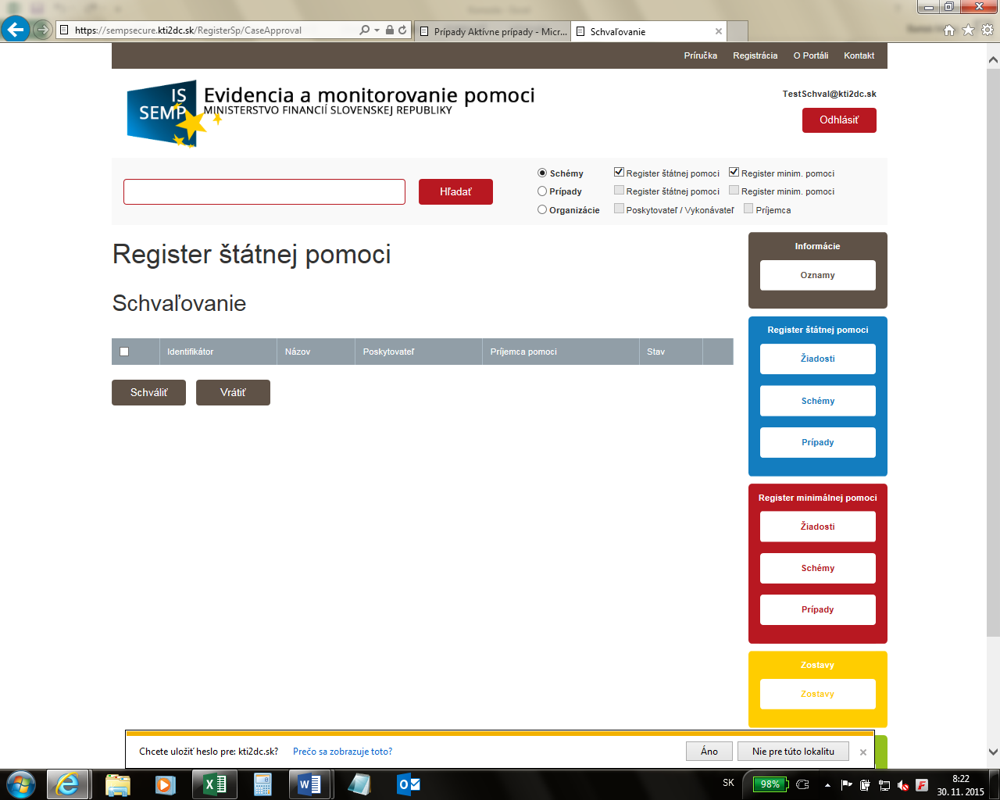 https://sempsecure.kti2dc.sk/RegisterSp/CaseApproval
Prípady Aktívne prípady - Micr...
Schvaľovanie
Príručka Registrácia O Portáli Kontakt
IS SEMP
Evidencia a monitorovanie pomoci
MINISTERSTVO FINANCIÍ SLOVENSKEJ REPUBLIKY
TestSchval@kti2dc.sk
Odhlásiť
Hľadať
Schémy Register štátnej pomoci Register minim. pomoci
Prípady Register štátnej pomoci Register minim. pomoci
Organizácie Poskytovateľ / Vykonávateľ Príjemca
Register štátnej pomoci
Schvaľovanie
Identifikátor Názov Poskytovateľ Príjemca pomoci Stav
Schváliť Vrátiť
Informácie
Oznamy
Register štátnej pomoci
Žiadosti
Schémy
Prípady
Register minimálnej pomoci
Žiadosti
Schémy
Prípady
Zostavy
Zostavy
Chcete uložiť heslo pre: kti2dc.sk? Prečo sa zobrazuje toto? Áno Nie pre túto lokalitu
SK 98% 8:22
30. 11. 2015